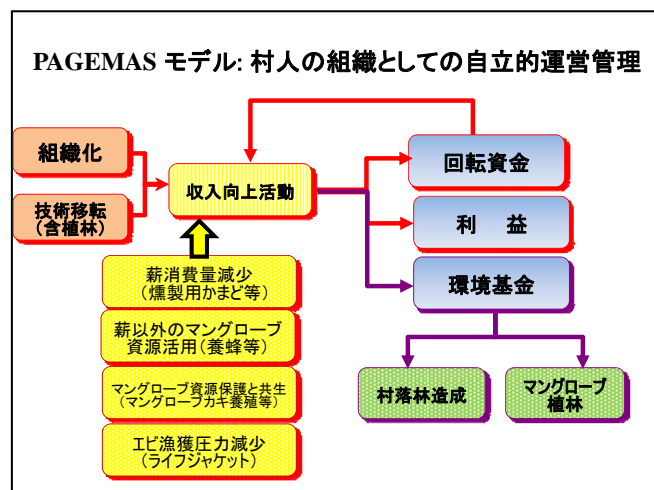 PAGEMAS モデル: 村人の組織としての自立的運営管理
組織化
技術移転
(含植林)
収入向上活動
回転資金
利 益
環境基金
薪消費量減少
(燻製用かまど等)
薪以外のマングローブ
資源活用(養蜂等)
マングローブ資源保護と共生
(マングローブカキ養殖等)
エビ漁獲圧力減少
(ライフジャケット)
村落林造成
マングローブ
植林